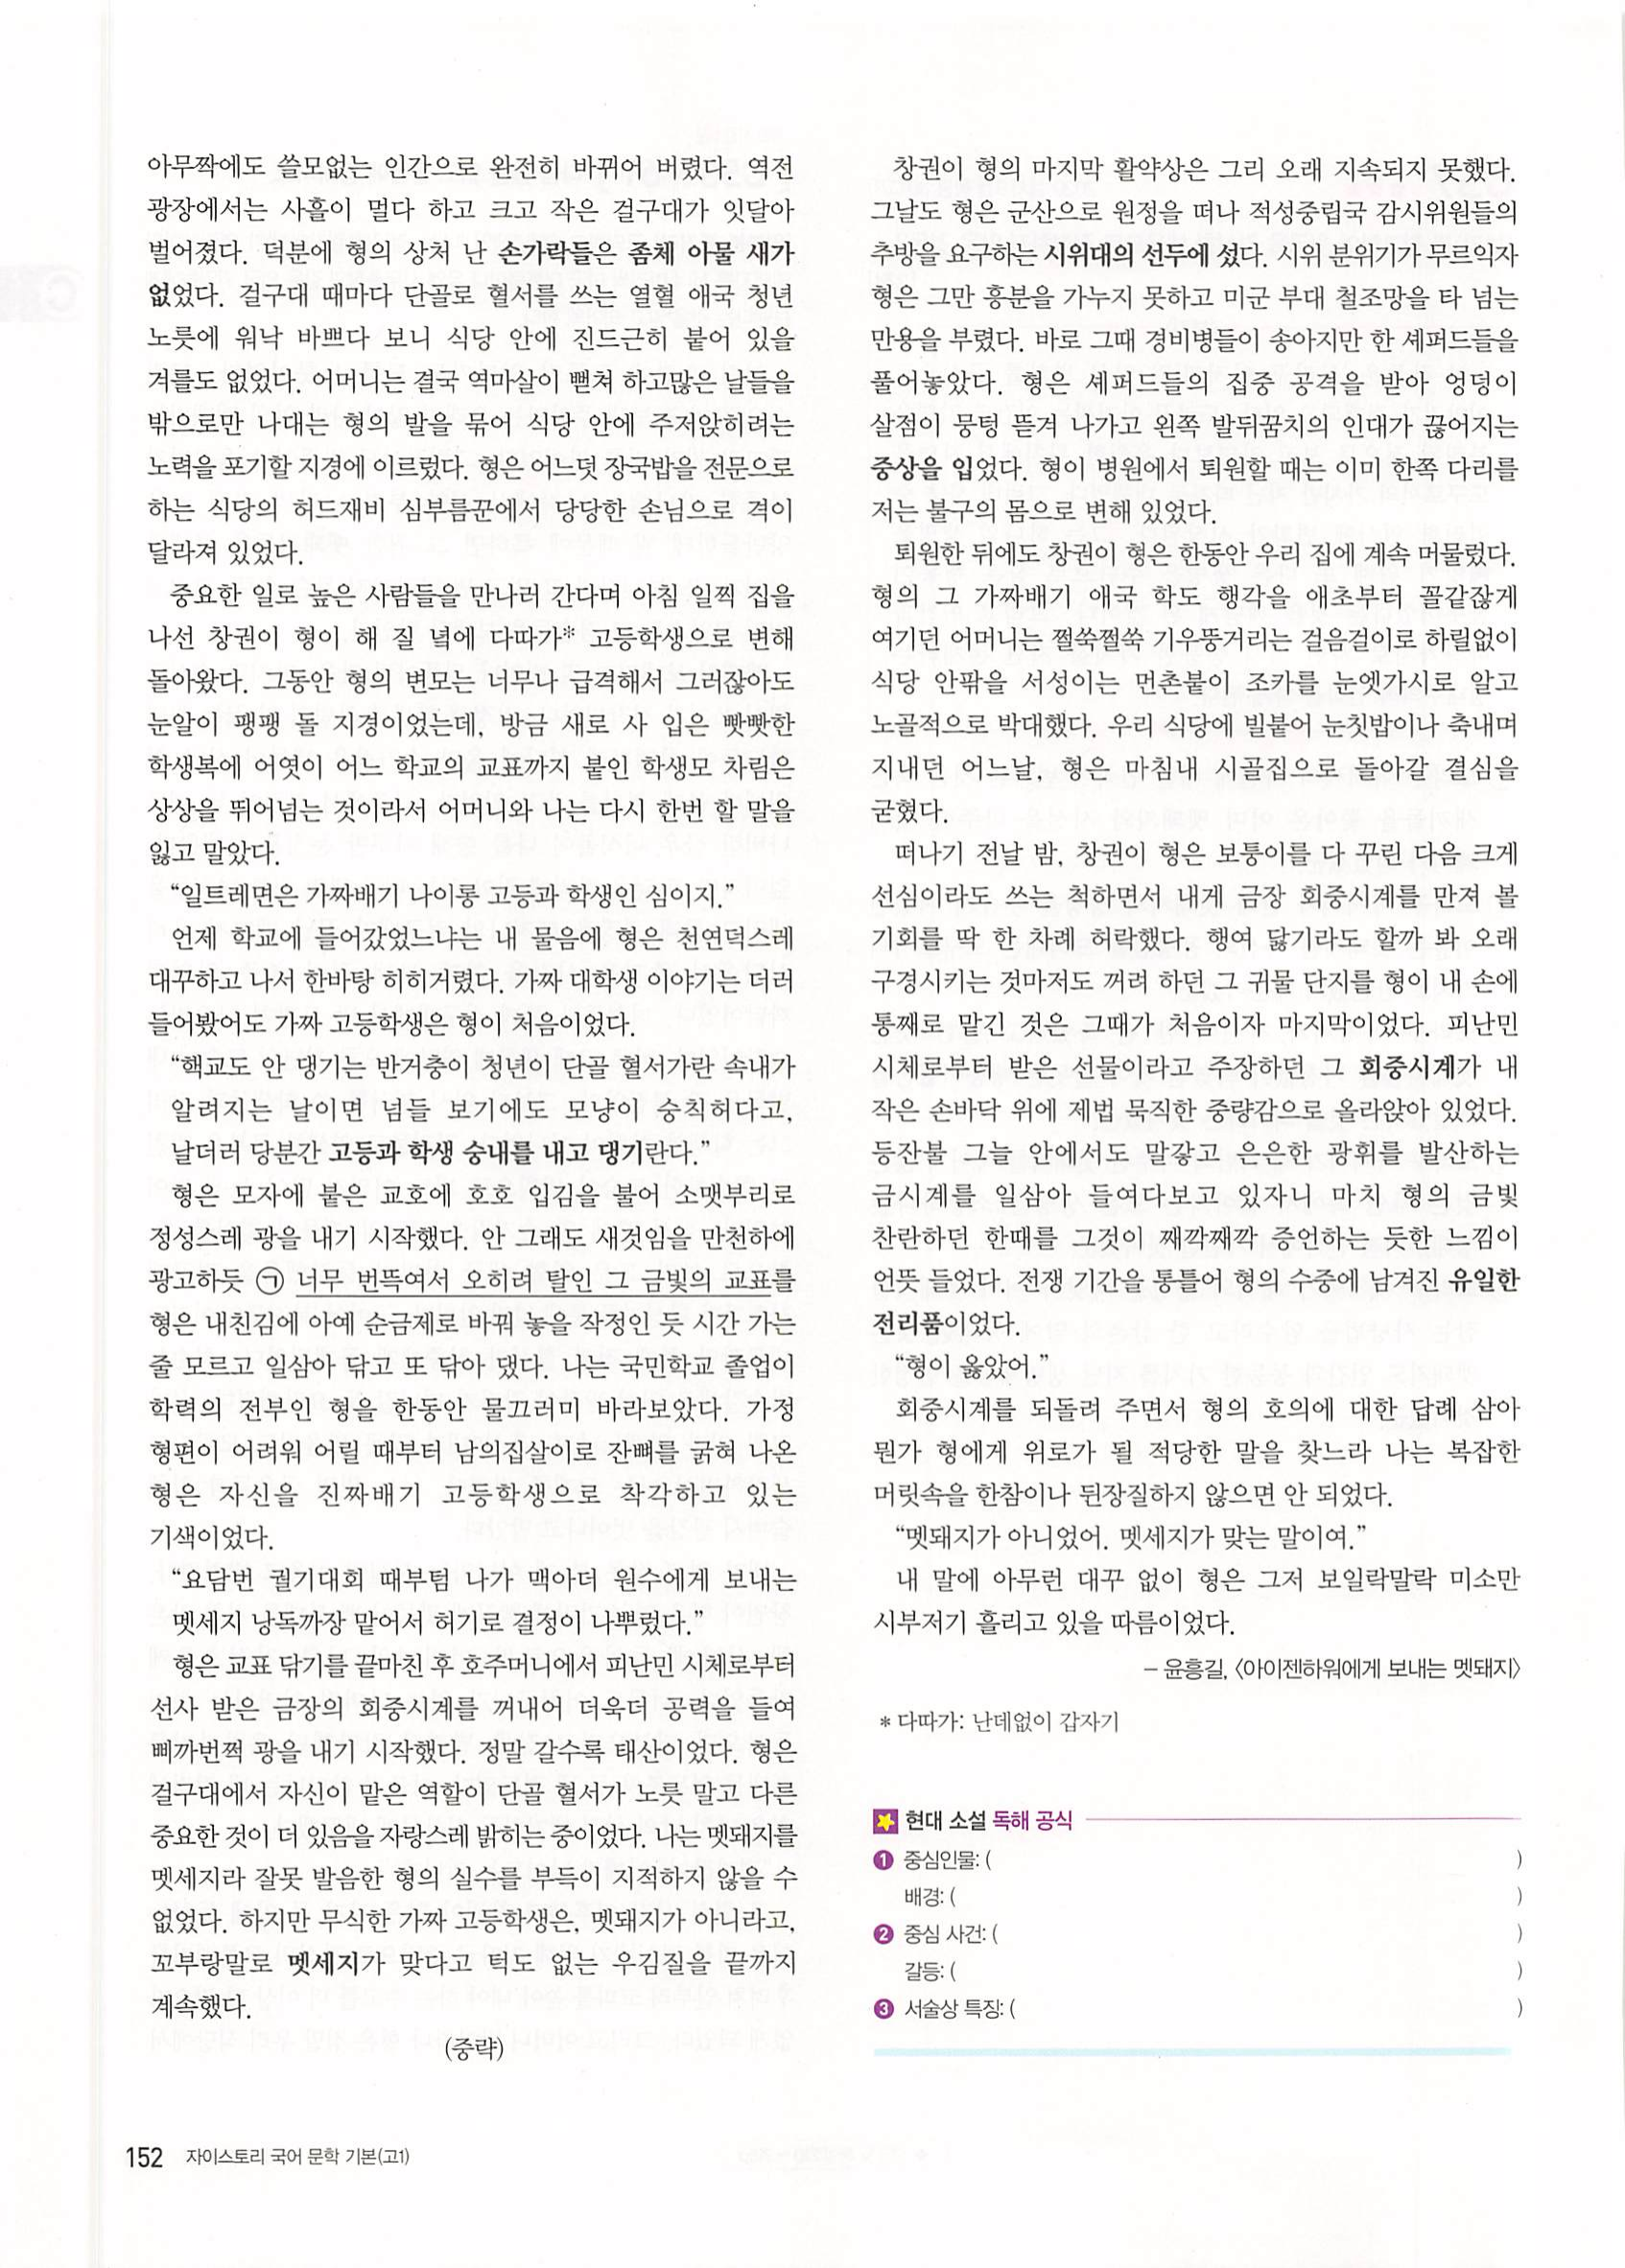 아무짝에도 쓸모없는 인간으로 완전히 바뀌어 버렸다. 역전
광장에서는 사흘이 멀다 하고 크고 작은 걸구대가 잇달아
벌어졌다. 덕분에 형의 상처 난 손가락들은 좀체 아물 새가
없었다. 걸구대 때마다 단골로 혈서를 쓰는 열혈 애국 청년
노릇에 워낙 바쁘다 보니 식당 안에 진드근히 붙어 있을
겨를도 없었다. 어머니는 결국 역마살이 뻗쳐 하고많은 날들을
밖으로만 나대는 형의 발을 묶어 식당 안에 주저앉히려는
노력을 포기할 지경에 이르렀다. 형은 어느덧 장국밥을 전문으로
하는 식당의 허드재비 심부름꾼에서 당당한 손님으로 격이
달라져 있었다.
중요한 일로 높은 사람들을 만나러 간다며 아침 일찍 집을
나선 창권이 형이 해 질 녘에 다따가* 고등학생으로 변해
돌아왔다. 그동안 형의 변모는 너무나 급격해서 그러잖아도
눈알이 팽팽 돌 지경이었는데, 방금 새로 사 입은 빳빳한
학생복에 어엿이 어느 학교의 교표까지 붙인 학생모 차림은
상상을 뛰어넘는 것이라서 어머니와 나는 다시 한번 할 말을
잃고 말았다.
“일트레면은 가짜배기 나이롱 고등과 학생인 심이지.”
언제 학교에 들어갔었느냐는 내 물음에 형은 천연덕스레
대꾸하고 나서 한바탕 히히거렸다. 가짜 대학생 이야기는 더러
들어봤어도 가짜 고등학생은 형이 처음이었다.
“핵교도 안 댕기는 반거충이 청년이 단골 혈서가란 속내가
알려지는 날이면 넘들 보기에도 모냥이 숭칙허다고,
날더러 당분간 고등과 학생 숭내를 내고 댕기란다.”
형은 모자에 붙은 교호에 호호 입김을 불어 소맷부리로
정성스레 광을 내기 시작했다. 안 그래도 새것임을 만천하에
광고하듯 ㉠ 너무 번뜩여서 오히려 탈인 그 금빛의 교표를
형은 내친김에 아예 순금제로 바꿔 놓을 작정인 듯 시간 가는
줄 모르고 일삼아 닦고 또 닦아 댔다. 나는 국민학교 졸업이
학력의 전부인 형을 한동안 물끄러미 바라보았다. 가정
형편이 어려워 어릴 때부터 남의집살이로 잔뼈를 굵혀 나온
형은 자신을 진짜배기 고등학생으로 착각하고 있는
기색이었다.
“요담번 궐기대회 때부텀 나가 맥아더 원수에게 보내는
멧세지 낭독까장 맡어서 허기로 결정이 나뿌렀다.”
형은 교표 닦기를 끝마친 후 호주머니에서 피난민 시체로부터
선사 받은 금장의 회중시계를 꺼내어 더욱더 공력을 들여
삐까번쩍 광을 내기 시작했다. 정말 갈수록 태산이었다. 형은
걸구대에서 자신이 맡은 역할이 단골 혈서가 노릇 말고 다른
중요한 것이 더 있음을 자랑스레 밝히는 중이었다. 나는 멧돼지를
멧세지라 잘못 발음한 형의 실수를 부득이 지적하지 않을 수
없었다. 하지만 무식한 가짜 고등학생은, 멧돼지가 아니라고,
꼬부랑말로 멧세지가 맞다고 턱도 없는 우김질을 끝까지
계속했다.
(중략)
창권이 형의 마지막 활약상은 그리 오래 지속되지 못했다.
그날도 형은 군산으로 원정을 떠나 적성중립국 감시위원들의
추방을 요구하는 시위대의 선두에 섰다. 시위 분위기가 무르익자
형은 그만 흥분을 가누지 못하고 미군 부대 철조망을 타 넘는
만용을 부렸다. 바로 그때 경비병들이 송아지만 한 셰퍼드들을
풀어놓았다. 형은 셰퍼드들의 집중 공격을 받아 엉덩이
살점이 뭉텅 뜯겨 나가고 왼쪽 발뒤꿈치의 인대가 끊어지는
중상을 입었다. 형이 병원에서 퇴원할 때는 이미 한쪽 다리를
저는 불구의 몸으로 변해 있었다.
퇴원한 뒤에도 창권이 형은 한동안 우리 집에 계속 머물렀다.
형의 그 가짜배기 애국 학도 행각을 애초부터 꼴같잖게
여기던 어머니는 쩔쑥쩔쑥 기우뚱거리는 걸음걸이로 하릴없이
식당 안팎을 서성이는 먼촌붙이 조카를 눈엣가시로 알고
노골적으로 박대했다. 우리 식당에 빌붙어 눈칫밥이나 축내며
지내던 어느날, 형은 마침내 시골집으로 돌아갈 결심을
굳혔다.
떠나기 전날 밤, 창권이 형은 보퉁이를 다 꾸린 다음 크게
선심이라도 쓰는 척하면서 내게 금장 회중시계를 만져 볼
기회를 딱 한 차례 허락했다. 행여 닳기라도 할까 봐 오래
구경시키는 것마저도 꺼려 하던 그 귀물 단지를 형이 내 손에
통째로 맡긴 것은 그때가 처음이자 마지막이었다. 피난민
시체로부터 받은 선물이라고 주장하던 그 회중시계가 내
작은 손바닥 위에 제법 묵직한 중량감으로 올라앉아 있었다.
등잔불 그늘 안에서도 말갛고 은은한 광휘를 발산하는
금시계를 일삼아 들여다보고 있자니 마치 형의 금빛
찬란하던 한때를 그것이 째깍째깍 증언하는 듯한 느낌이
언뜻 들었다. 전쟁 기간을 통틀어 형의 수중에 남겨진 유일한
전리품이었다.
“형이 옳았어.”
회중시계를 되돌려 주면서 형의 호의에 대한 답례 삼아
뭔가 형에게 위로가 될 적당한 말을 찾느라 나는 복잡한
머릿속을 한참이나 뒨장질하지 않으면 안 되었다.
“멧돼지가 아니었어. 멧세지가 맞는 말이여.”
내 말에 아무런 대꾸 없이 형은 그저 보일락말락 미소만
시부저기 흘리고 있을 따름이었다.
– 윤흥길, 〈아이젠하워에게 보내는 멧돼지〉
* 다따가: 난데없이 갑자기
현대 소설 독해 공식
❶ 중심인물: ( )
배경: ( )
❷ 중심 사건: ( )
갈등: ( )
❸ 서술상 특징: ( )
152 자이스토리 국어 문학 기본(고1)